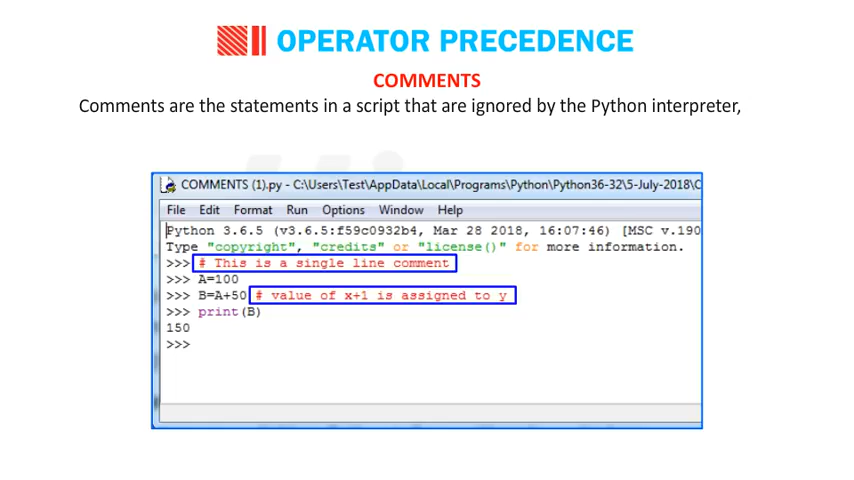 OPERATOR PRECEDENCE
COMMENTS
Comments are the statements in a script that are ignored by the Python interpreter,
COMMENTS (1).py - C:\Users\Test\AppData\Local\Programs\Python\Python36-32\5-July-2018\C
File Edit Format Run Options Window Help
Python 3.6.5 (v3.6.5:f59c0932b4, Mar 28 2018, 16:07:46) [MSC v.190
Type "copyright", "credits" or "license()" for more information.
>>> # This is a single line comment
>>> A=100
>>> B=A+50 # value of x+1 is assigned to y
>>> print(B)
150
>>>